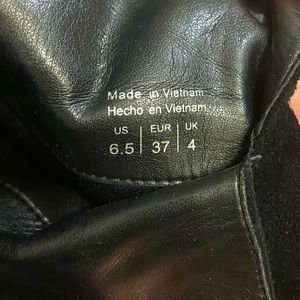 Made in Vietnam
Hecho en Vietnam
US | EUR | UK
6.5 | 37 | 4